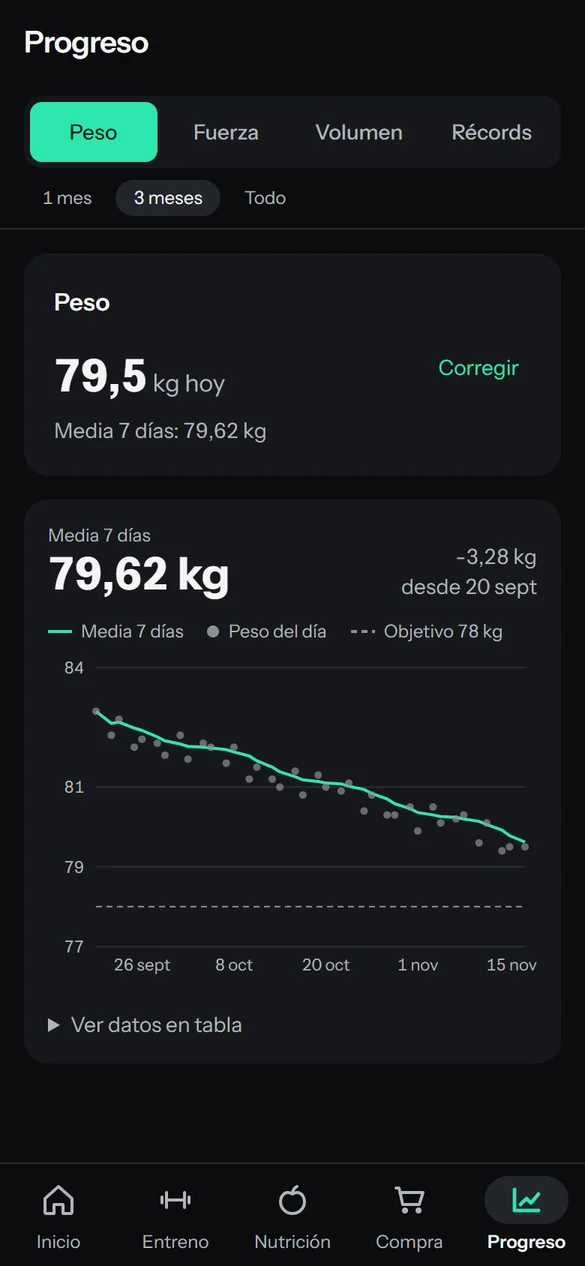 Progreso
Peso Fuerza Volumen Récords
1 mes 3 meses Todo
Peso
79,5 kg hoy
Corregir
Media 7 días: 79,62 kg
Media 7 días
79,62 kg
-3,28 kg
desde 20 sept
Media 7 días Peso del día Objetivo 78 kg
84
81
79
77
26 sept 8 oct 20 oct 1 nov 15 nov
Ver datos en tabla
Inicio Entreno Nutrición Compra Progreso